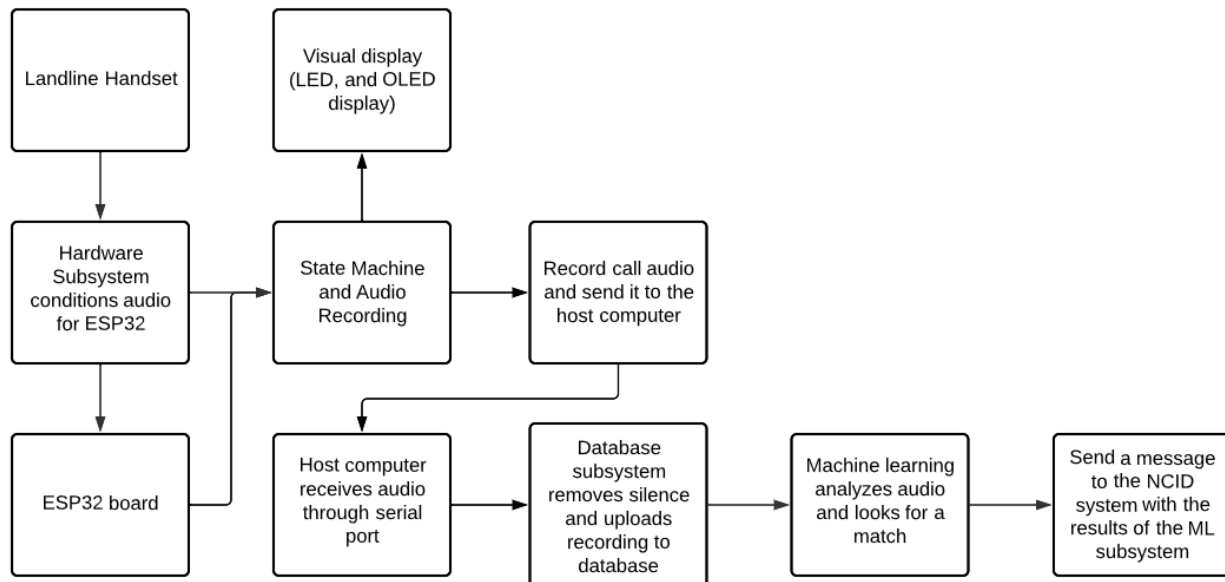 Landline Handset
Visual display
(LED, and OLED
display)
Hardware
Subsystem
conditions audio
for ESP32
State Machine
and Audio
Recording
Record call audio
and send it to the
host computer
ESP32 board
Host computer
receives audio
through serial
port
Database
subsystem
removes silence
and uploads
recording to
database
Machine learning
analyzes audio
and looks for a
match
Send a message
to the NCID
system with the
results of the ML
subsystem